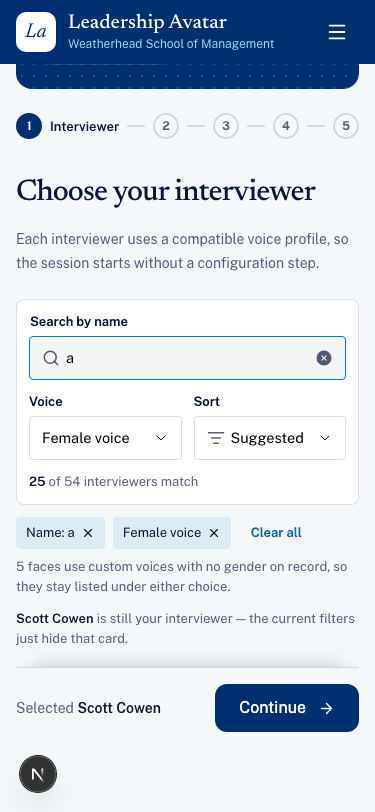 La
Leadership Avatar
Weatherhead School of Management
1 Interviewer 2 3 4 5
Choose your interviewer
Each interviewer uses a compatible voice profile, so
the session starts without a configuration step.
Search by name
a
Voice Sort
Female voice Suggested
25 of 54 interviewers match
Name: a Female voice Clear all
5 faces use custom voices with no gender on record, so
they stay listed under either choice.
Scott Cowen is still your interviewer — the current filters
just hide that card.
Selected Scott Cowen Continue
N